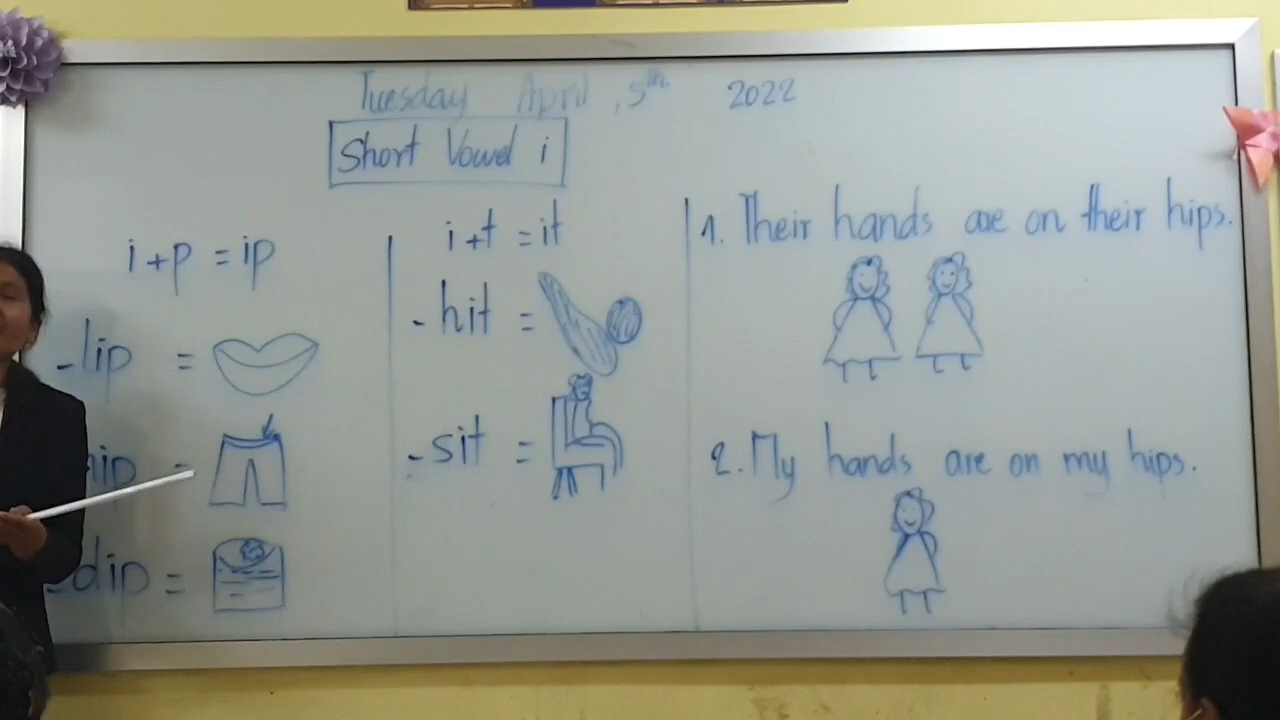 Tuesday April, 5th 2022
Short Vowel i
i+p = ip
-lip =
ip =
-dip =
i+t = it
-hit =
-sit =
1. Their hands are on their hips.
2. My hands are on my hips.